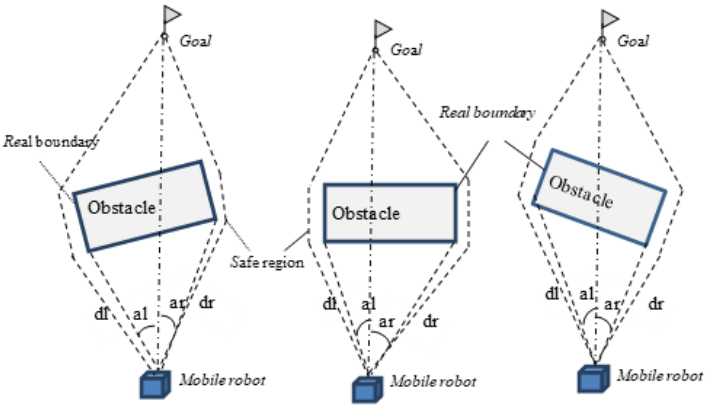 Goal
Goal
Goal
Real boundary
Real boundary
Obstacle
Obstacle
Obstacle
Safe region
dl
al
ar
dr
dl
al
ar
dr
dl
al
ar
dr
Mobile robot
Mobile robot
Mobile robot